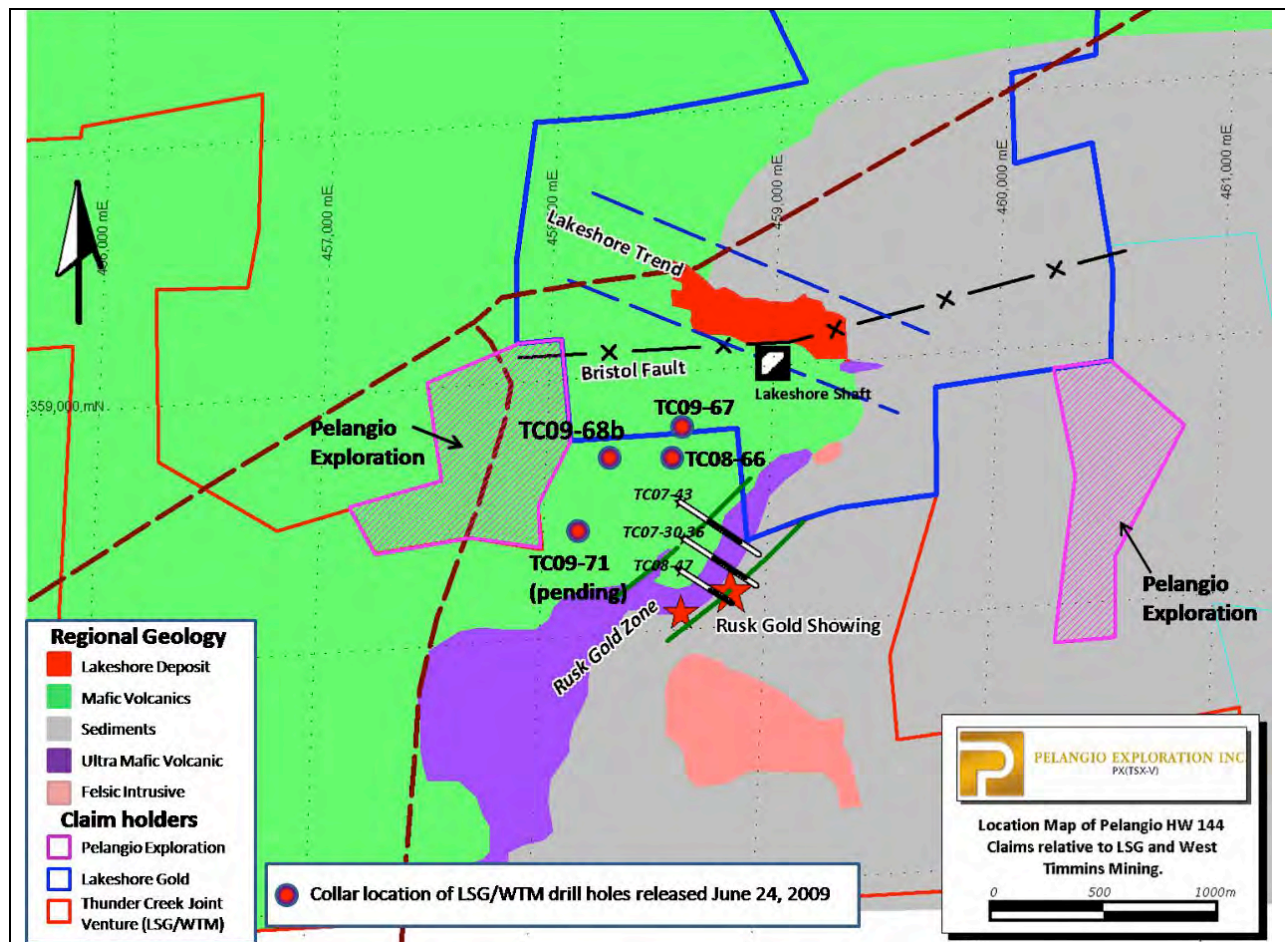 456,000 mE
457,000 mE
458,000 mE
459,000 mE
460,000 mE
461,000 mE
359,000 mN
Lakeshore Trend
Bristol Fault
Lakeshore Shaft
Pelangio
Exploration
TC09-67
TC09-68b
TC08-66
TC07-43
TC07-30,36
TC08-47
TC09-71
(pending)
Rusk Gold Zone
Rusk Gold Showing
Pelangio
Exploration
Regional Geology
Lakeshore Deposit
Mafic Volcanics
Sediments
Ultra Mafic Volcanic
Felsic Intrusive
Claim holders
Pelangio Exploration
Lakeshore Gold
Thunder Creek Joint
Venture (LSG/WTM)
Collar location of LSG/WTM drill holes released June 24, 2009
PELANGIO EXPLORATION INC
PX(TSX-V)
Location Map of Pelangio HW 144
Claims relative to LSG and West
Timmins Mining.
0 500 1000m